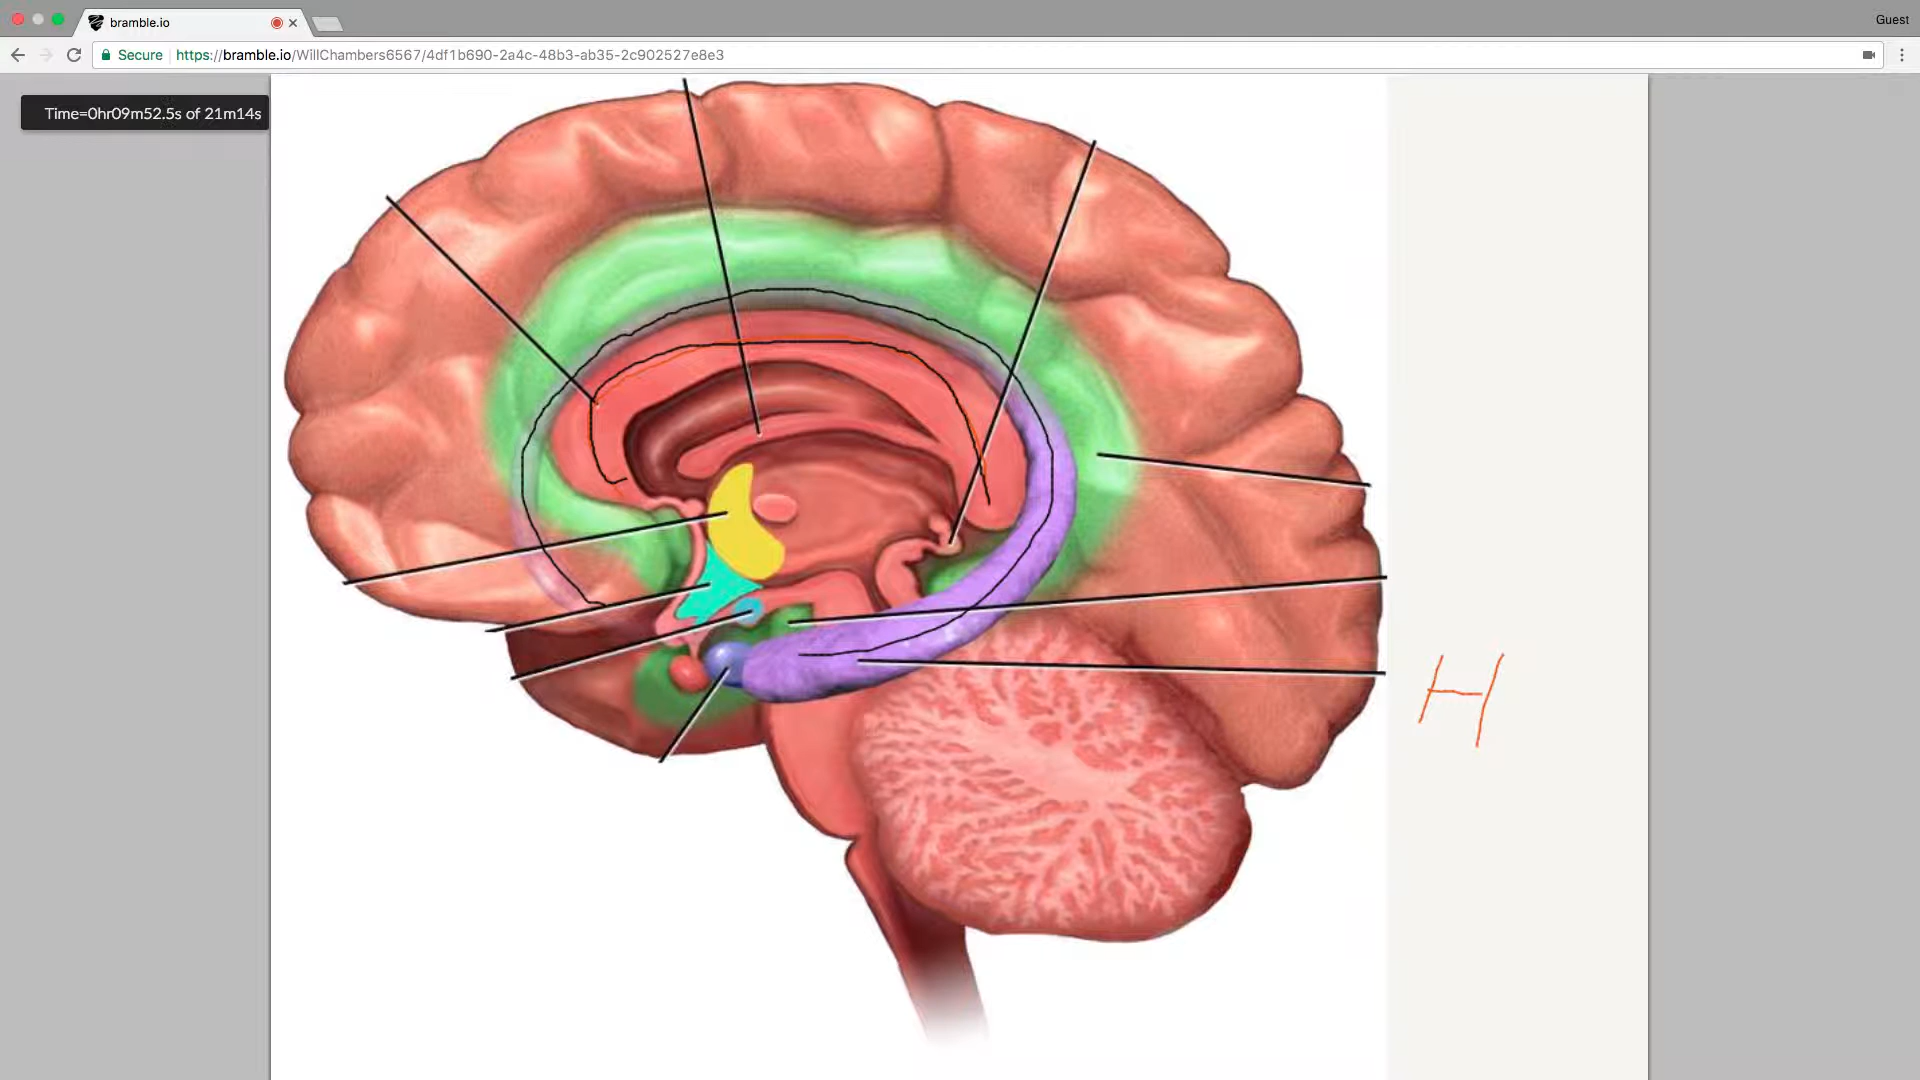 bramble.io
Guest
Secure https://bramble.io/WillChambers6567/4df1b690-2a4c-48b3-ab35-2c902527e8e3
Time=0hr09m52.5s of 21m14s
H